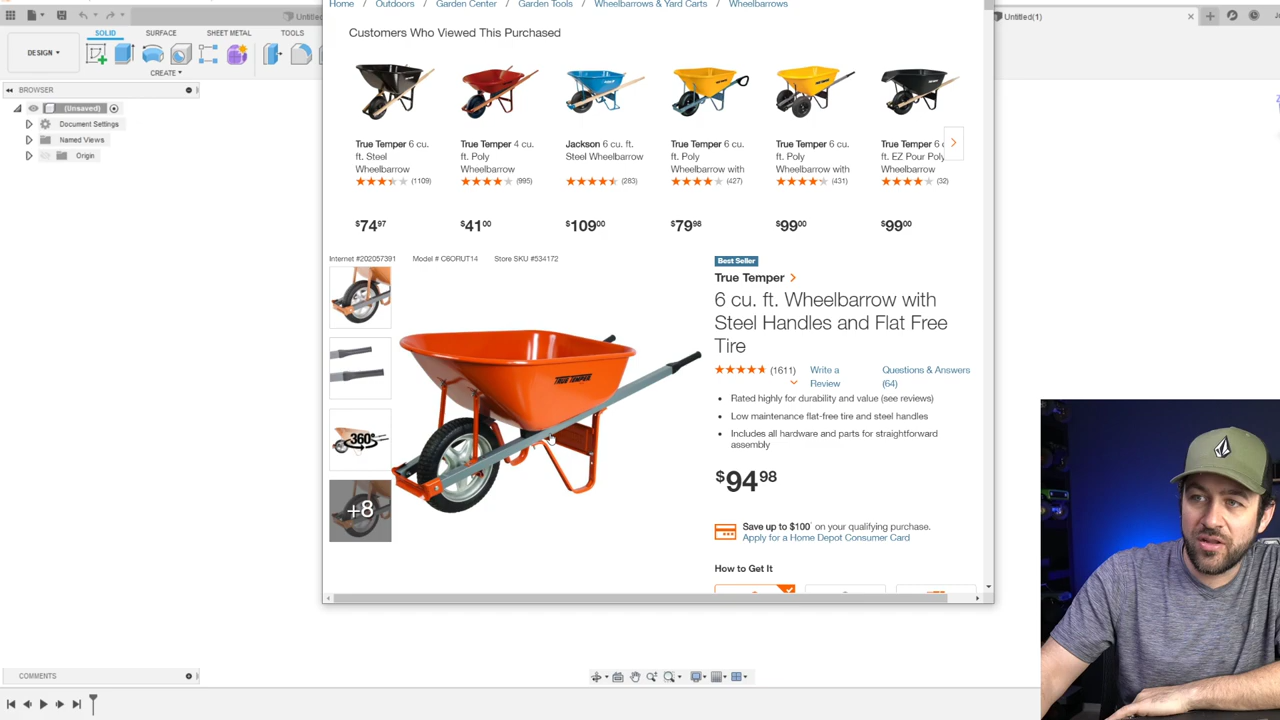 Untitled
Untitled(1)
DESIGN
SOLID
SURFACE
SHEET METAL
TOOLS
CREATE
BROWSER
(Unsaved)
Document Settings
Named Views
Origin
Home / Outdoors / Garden Center / Garden Tools / Wheelbarrows & Yard Carts / Wheelbarrows
Customers Who Viewed This Purchased
True Temper 6 cu.
ft. Steel
Wheelbarrow
(1109)
$74 97
True Temper 4 cu.
ft. Poly
Wheelbarrow
(995)
$41 00
Jackson 6 cu. ft.
Steel Wheelbarrow
(283)
$109 00
True Temper 6 cu.
ft. Poly
Wheelbarrow with
(427)
$79 98
True Temper 6 cu.
ft. Poly
Wheelbarrow with
(431)
$99 00
True Temper 6 c
ft. EZ Pour Poly
Wheelbarrow
(32)
$99 00
Internet #202057391 Model # C6ORUT14 Store SKU #534172
360°
+8
TRUE TEMPER
Best Seller
True Temper
6 cu. ft. Wheelbarrow with
Steel Handles and Flat Free
Tire
(1611)
Write a
Review
Questions & Answers
(64)
Rated highly for durability and value (see reviews)
Low maintenance flat-free tire and steel handles
Includes all hardware and parts for straightforward
assembly
$94 98
Save up to $100 on your qualifying purchase.
Apply for a Home Depot Consumer Card
How to Get It
COMMENTS